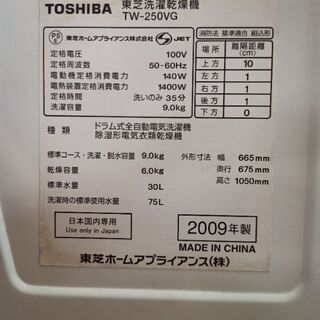 TOSHIBA 東芝洗濯乾燥機
TW-250VG
PS E
東芝ホームアプライアンス株式会社 JET
定格電圧 100V
定格周波数 50-60Hz
電動機定格消費電力 140W
電熱装置定格消費電力 1400W
定格時間 洗いのみ 35分
定格質量 9.0kg
消防法 基準適合 組込形
場所 離隔距離(cm)
上方 10
左方 1
右方 1
下方 0
種類 ドラム式全自動電気洗濯機
除湿形電気衣類乾燥機
標準コース・洗濯・脱水容量 9.0kg
乾燥容量 6.0kg
標準水量 30L
洗濯時の標準使用水量 75L
外形寸法 幅 665mm
奥行 675mm
高さ 1050mm
日本国内専用
Use only in Japan
2009年製
MADE IN CHINA
東芝ホームアプライアンス(株)